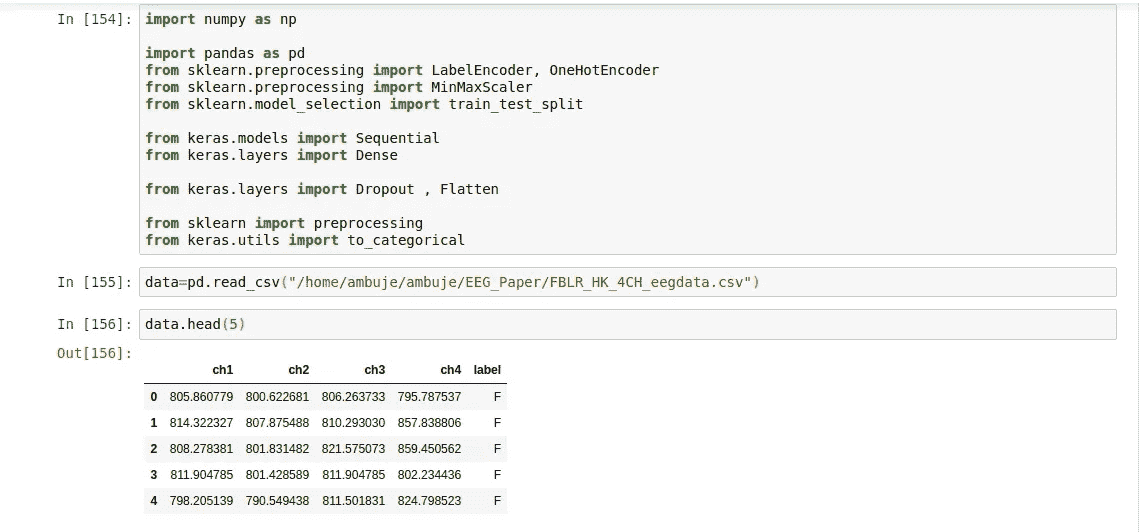 In [154]: import numpy as np
import pandas as pd
from sklearn.preprocessing import LabelEncoder, OneHotEncoder
from sklearn.preprocessing import MinMaxScaler
from sklearn.model_selection import train_test_split
from keras.models import Sequential
from keras.layers import Dense
from keras.layers import Dropout , Flatten
from sklearn import preprocessing
from keras.utils import to_categorical
In [155]: data=pd.read_csv("/home/ambuje/ambuje/EEG_Paper/FBLR_HK_4CH_eegdata.csv")
In [156]: data.head(5)
Out[156]:
ch1 ch2 ch3 ch4 label
0 805.860779 800.622681 806.263733 795.787537 F
1 814.322327 807.875488 810.293030 857.838806 F
2 808.278381 801.831482 821.575073 859.450562 F
3 811.904785 801.428589 811.904785 802.234436 F
4 798.205139 790.549438 811.501831 824.798523 F